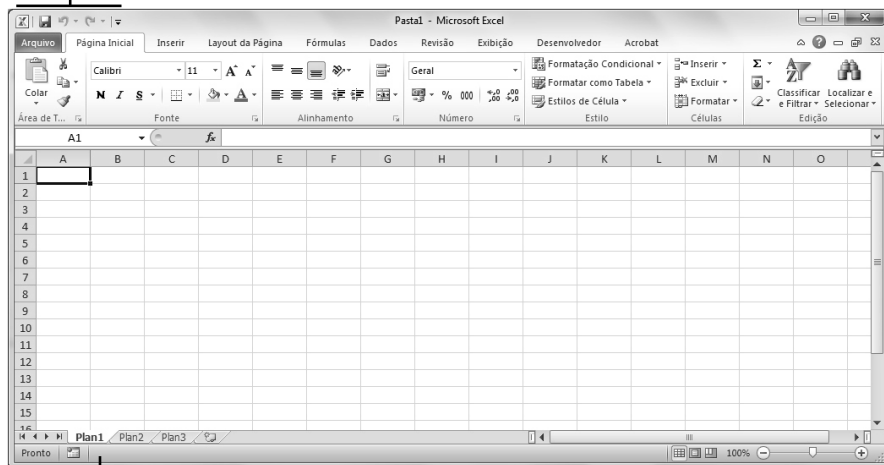 Pasta1 - Microsoft Excel
Arquivo Página Inicial Inserir Layout da Página Fórmulas Dados Revisão Exibição Desenvolvedor Acrobat
Colar
Calibri 11
N I S
Geral
% 000
Formatação Condicional
Formatar como Tabela
Estilos de Célula
Inserir
Excluir
Formatar
Σ
Classificar e Filtrar
Localizar e Selecionar
Área de T... Fonte Alinhamento Número Estilo Células Edição
A1 fx
A B C D E F G H I J K L M N O
1
2
3
4
5
6
7
8
9
10
11
12
13
14
15
16
Plan1 Plan2 Plan3
Pronto 100%